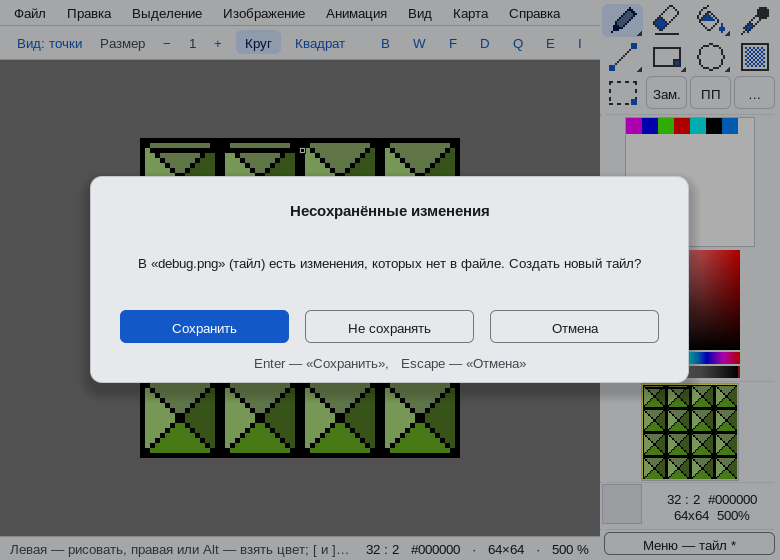 Файл Правка Выделение Изображение Анимация Вид Карта Справка
Вид: точки Размер − 1 + Круг Квадрат B W F D Q E I
Зам. ПП ...
Несохранённые изменения
В «debug.png» (тайл) есть изменения, которых нет в файле. Создать новый тайл?
Сохранить Не сохранять Отмена
Enter — «Сохранить», Escape — «Отмена»
32 : 2 #000000
64x64 500%
Меню — тайл *
Левая — рисовать, правая или Alt — взять цвет; [ и ]… 32 : 2 #000000 · 64×64 · 500 %